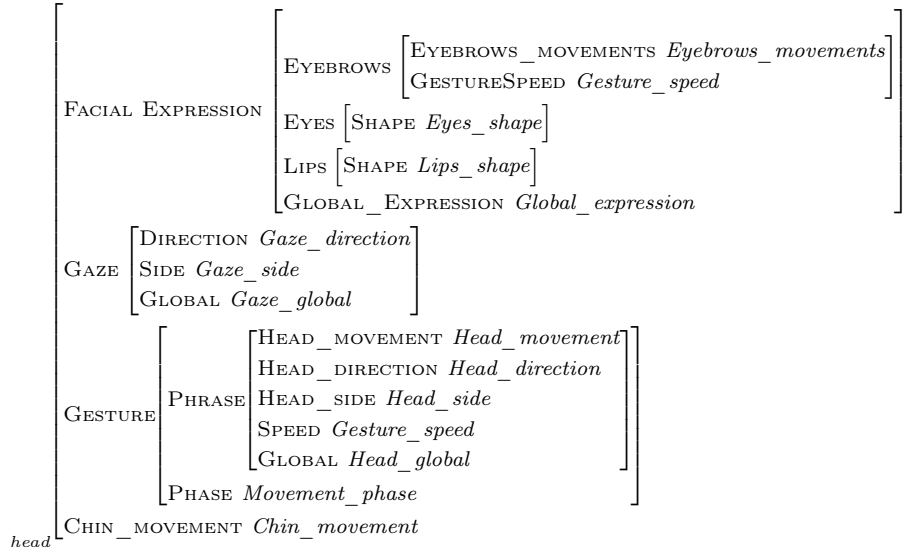 EYEBROWS EYEBROWS_MOVEMENTS Eyebrows_movements
GESTURESPEED Gesture_speed
FACIAL EXPRESSION
EYES SHAPE Eyes_shape
LIPS SHAPE Lips_shape
GLOBAL_EXPRESSION Global_expression
DIRECTION Gaze_direction
GAZE SIDE Gaze_side
GLOBAL Gaze_global
HEAD_MOVEMENT Head_movement
HEAD_DIRECTION Head_direction
GESTURE PHRASE HEAD_SIDE Head_side
SPEED Gesture_speed
GLOBAL Head_global
PHASE Movement_phase
head CHIN_MOVEMENT Chin_movement